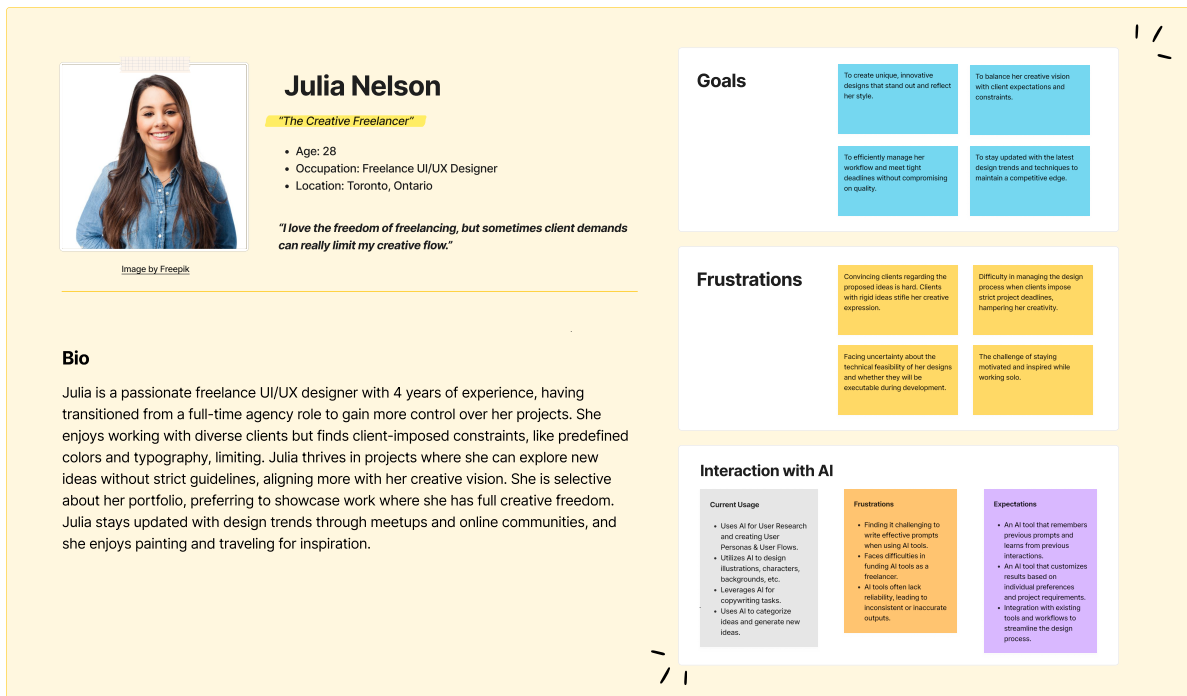 Julia Nelson
“The Creative Freelancer”
• Age: 28
• Occupation: Freelance UI/UX Designer
• Location: Toronto, Ontario
“I love the freedom of freelancing, but sometimes client demands
can really limit my creative flow.”
Image by Freepik
Bio
Julia is a passionate freelance UI/UX designer with 4 years of experience, having
transitioned from a full-time agency role to gain more control over her projects. She
enjoys working with diverse clients but finds client-imposed constraints, like predefined
colors and typography, limiting. Julia thrives in projects where she can explore new
ideas without strict guidelines, aligning more with her creative vision. She is selective
about her portfolio, preferring to showcase work where she has full creative freedom.
Julia stays updated with design trends through meetups and online communities, and
she enjoys painting and traveling for inspiration.
Goals
To create unique, innovative
designs that stand out and reflect
her style.
To balance her creative vision
with client expectations and
constraints.
To efficiently manage her
workflow and meet tight
deadlines without compromising
on quality.
To stay updated with the latest
design trends and techniques to
maintain a competitive edge.
Frustrations
Convincing clients regarding the
proposed ideas is hard. Clients
with rigid ideas stifle her creative
expression.
Difficulty in managing the design
process when clients impose
strict project deadlines,
hampering her creativity.
Facing uncertainty about the
technical feasibility of her designs
and whether they will be
executable during development.
The challenge of staying
motivated and inspired while
working solo.
Interaction with AI
Current Usage
• Uses AI for User Research
and creating User
Personas & User Flows.
• Utilizes AI to design
illustrations, characters,
backgrounds, etc.
• Leverages AI for
copywriting tasks.
• Uses AI to categorize
ideas and generate new
ideas.
Frustrations
• Finding it challenging to
write effective prompts
when using AI tools.
• Faces difficulties in
funding AI tools as a
freelancer.
• AI tools often lack
reliability, leading to
inconsistent or inaccurate
outputs.
Expectations
• An AI tool that remembers
previous prompts and
learns from previous
interactions.
• An AI tool that customizes
results based on
individual preferences
and project requirements.
• Integration with existing
tools and workflows to
streamline the design
process.